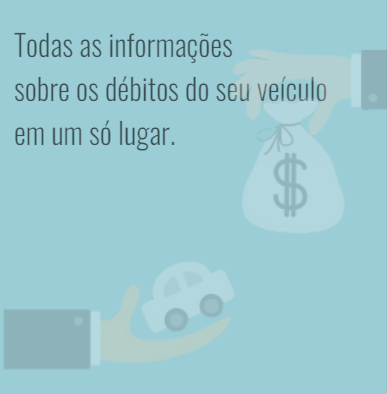 Todas as informações
sobre os débitos do seu veículo
em um só lugar.
$